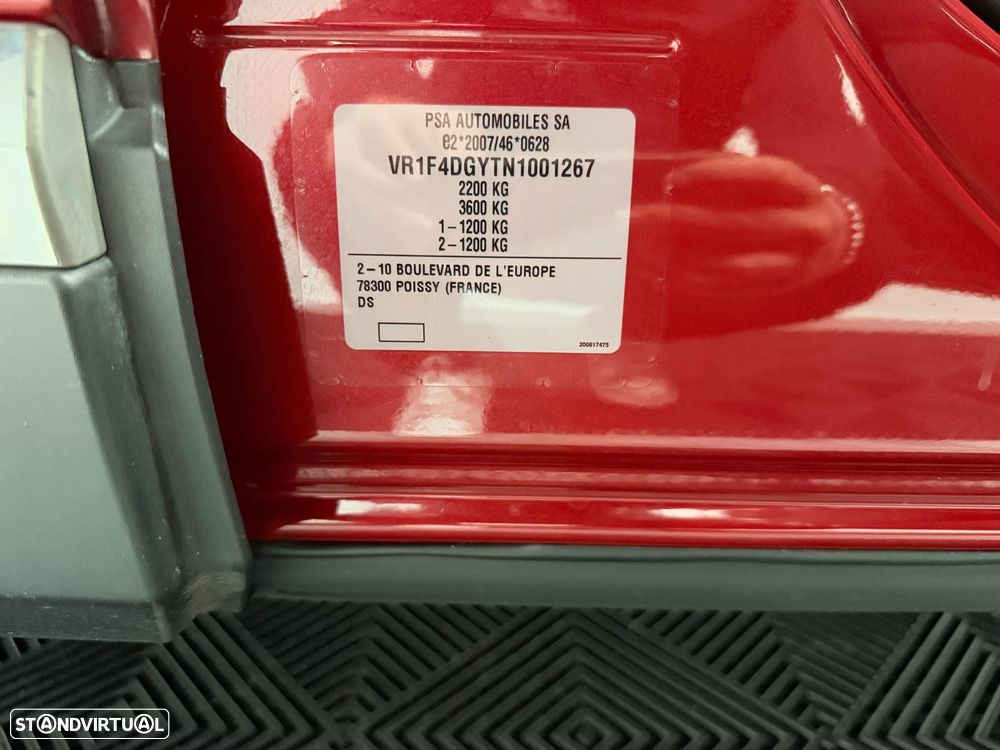 PSA AUTOMOBILES SA
e2*2007/46*0628
VR1F4DGYTN1001267
2200 KG
3600 KG
1-1200 KG
2-1200 KG
2-10 BOULEVARD DE L'EUROPE
78300 POISSY (FRANCE)
DS
200617475
STANDVIRTUAL